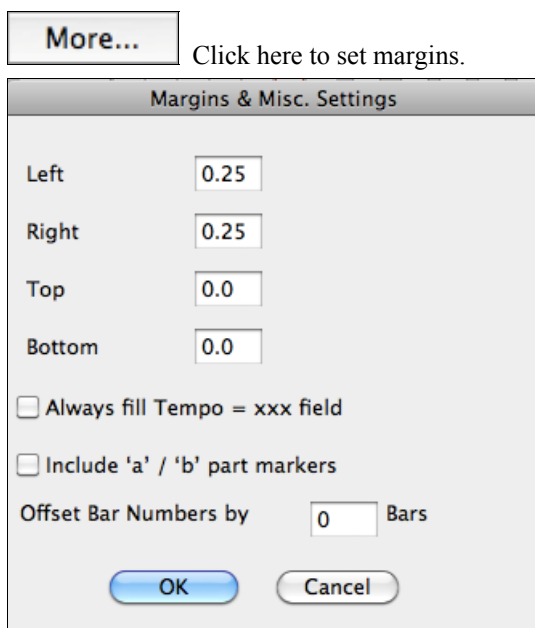 More... Click here to set margins.
Margins & Misc. Settings
Left 0.25
Right 0.25
Top 0.0
Bottom 0.0
Always fill Tempo = xxx field
Include ‘a’ / ‘b’ part markers
Offset Bar Numbers by 0 Bars
OK Cancel